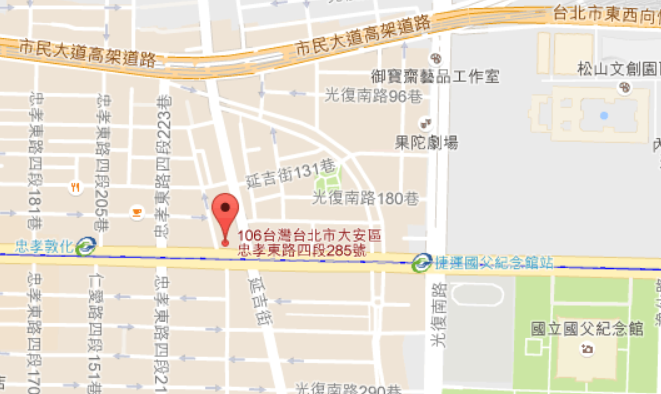 台北市東西向
市民大道高架道路
市民大道高架道路
御寶齋藝品工作室
松山文創園
光復南路96巷
果陀劇場
忠孝東路四段181巷
忠孝東路四段205巷
忠孝東路四段223巷
延吉街131巷
光復南路180巷
106台灣台北市大安區
忠孝東路四段285號
忠孝敦化
捷運國父紀念館站
延吉街
光復南路
國立國父紀念館
忠孝東路四段170
仁愛路四段151巷
忠孝東路四段21
光復南路290巷
店